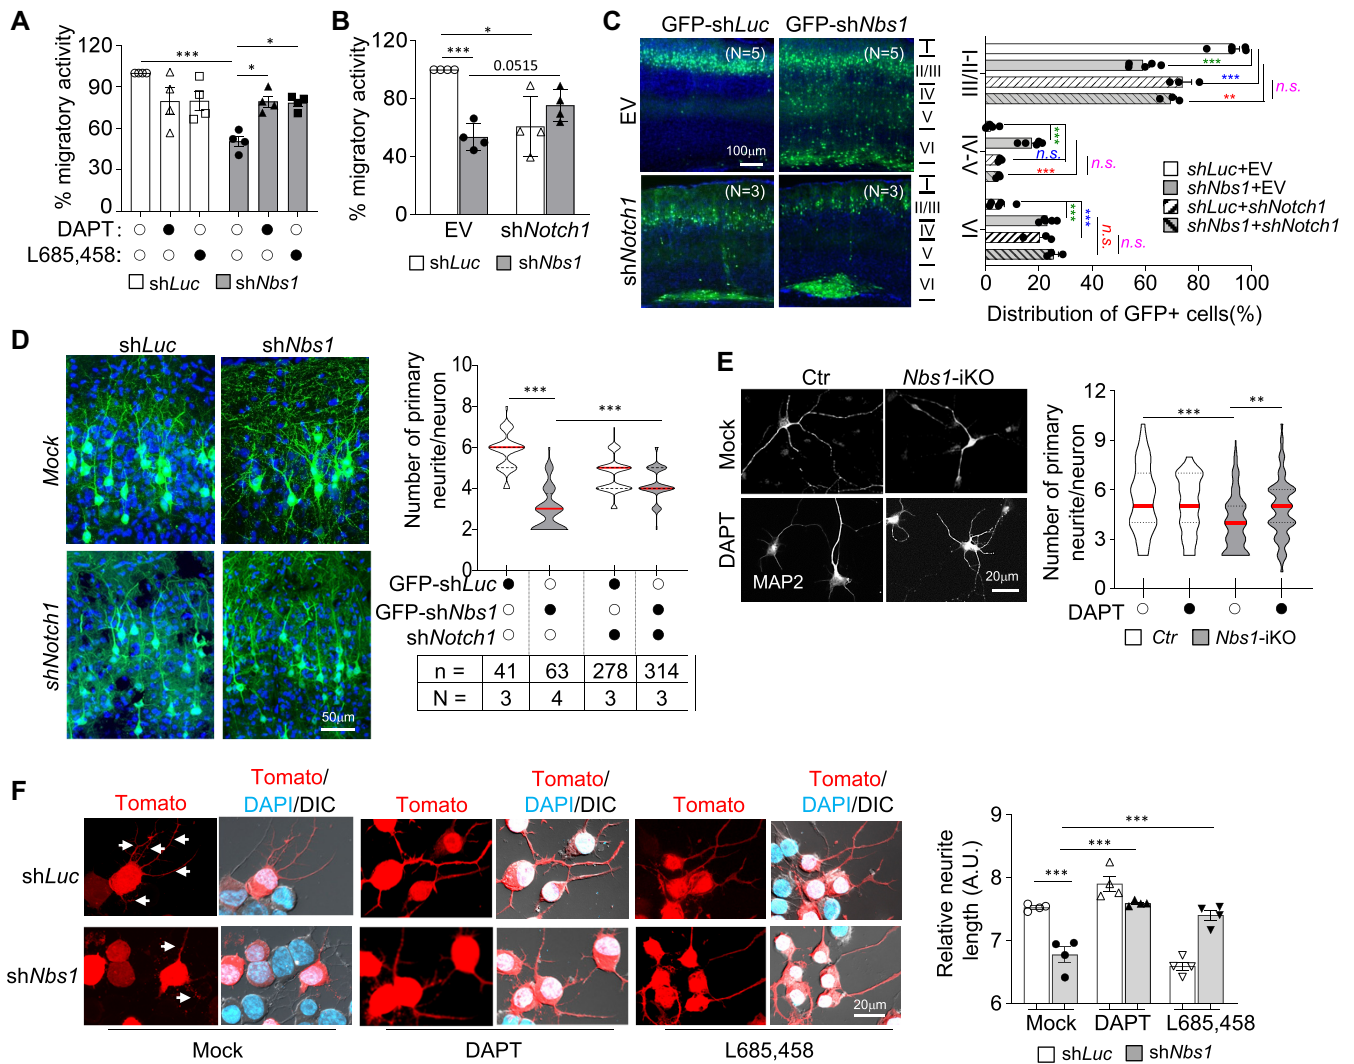 A
% migratory activity
120
90
60
30
0
***
*
*
DAPT :
L685,458:
shLuc
shNbs1
B
% migratory activity
120
80
40
0
*
***
0.0515
EV
shNotch1
shLuc
shNbs1
C
GFP-shLuc
GFP-shNbs1
EV
(N=5)
(N=5)
100μm
shNotch1
(N=3)
(N=3)
I
II/III
IV
V
VI
I
II/III
IV
V
VI
I-II/III
IV-V
VI
***
***
**
n.s.
***
n.s.
***
n.s.
***
***
n.s
n.s.
0
20
40
60
80
100
Distribution of GFP+ cells(%)
shLuc+EV
shNbs1+EV
shLuc+shNotch1
shNbs1+shNotch1
D
shLuc
shNbs1
Mock
shNotch1
50μm
Number of primary
neurite/neuron
10
8
6
4
2
0
***
***
GFP-shLuc
GFP-shNbs1
shNotch1
n = 41 63 278 314
N = 3 4 3 3
E
Ctr
Nbs1-iKO
Mock
DAPT
MAP2
20μm
Number of primary
neurite/neuron
12
9
6
3
0
***
**
DAPT
Ctr
Nbs1-iKO
F
Tomato
Tomato/
DAPI/DIC
Tomato
Tomato/
DAPI/DIC
Tomato
Tomato/
DAPI/DIC
shLuc
shNbs1
20μm
Mock
DAPT
L685,458
Relative neurite
length (A.U.)
9
8
7
6
***
***
***
Mock
DAPT
L685,458
shLuc
shNbs1